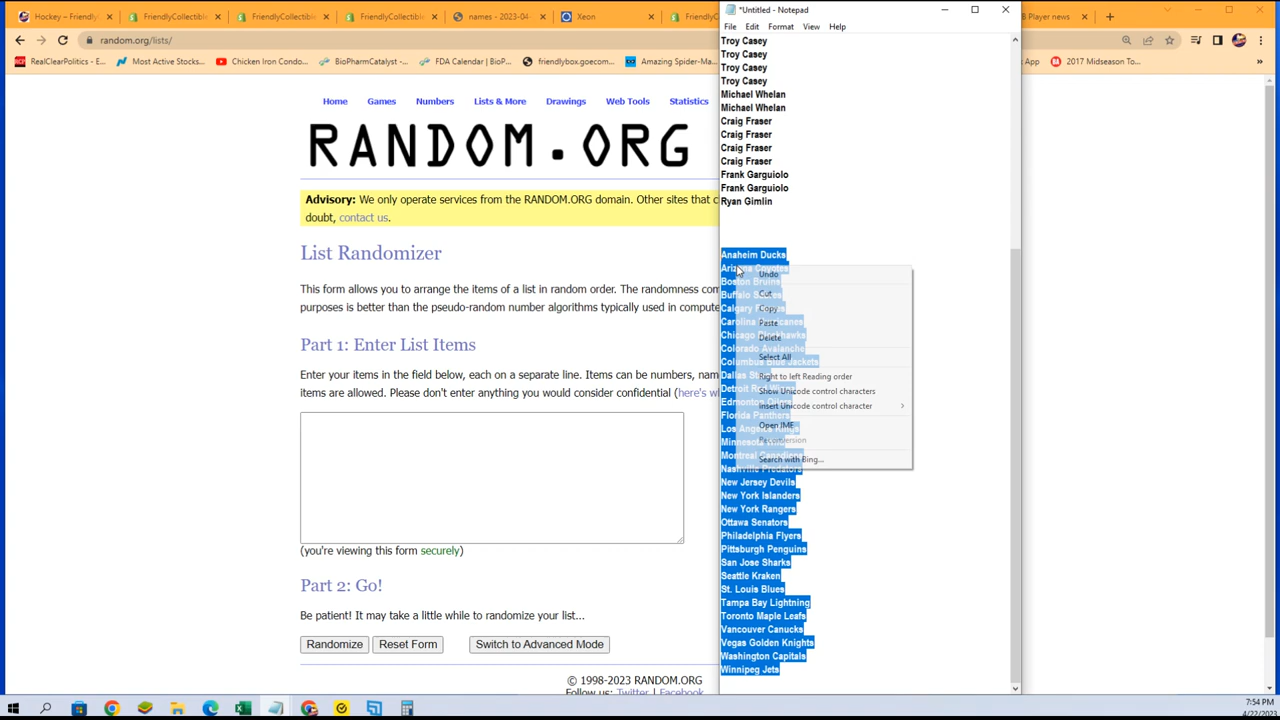 Hockey – Friendly
FriendlyCollectible
FriendlyCollectible
FriendlyCollectible
names - 2023-04-
Xeon
FriendlyColle
B Player news
*Untitled - Notepad
random.org/lists/
File Edit Format View Help
RealClearPolitics - E...
Most Active Stocks...
Chicken Iron Condo...
BioPharmCatalyst -...
FDA Calendar | BioP...
friendlybox.goecom...
Amazing Spider-Ma...
App
2017 Midseason To...
Troy Casey
Troy Casey
Troy Casey
Troy Casey
Michael Whelan
Michael Whelan
Craig Fraser
Craig Fraser
Craig Fraser
Craig Fraser
Frank Garguiolo
Frank Garguiolo
Ryan Gimlin
Anaheim Ducks
Arizona Coyotes
Boston Bruins
Buffalo Sabres
Calgary Flames
Carolina Hurricanes
Chicago Blackhawks
Colorado Avalanche
Columbus Blue Jackets
Dallas Stars
Detroit Red Wings
Edmonton Oilers
Florida Panthers
Los Angeles Kings
Minnesota Wild
Montreal Canadiens
Nashville Predators
New Jersey Devils
New York Islanders
New York Rangers
Ottawa Senators
Philadelphia Flyers
Pittsburgh Penguins
San Jose Sharks
Seattle Kraken
St. Louis Blues
Tampa Bay Lightning
Toronto Maple Leafs
Vancouver Canucks
Vegas Golden Knights
Washington Capitals
Winnipeg Jets
Undo
Cut
Copy
Paste
Delete
Select All
Right to left Reading order
Show Unicode control characters
Insert Unicode control character
Open IME
Reconversion
Search with Bing...
Home Games Numbers Lists & More Drawings Web Tools Statistics
RANDOM.ORG
Advisory: We only operate services from the RANDOM.ORG domain. Other sites that c
doubt, contact us.
List Randomizer
This form allows you to arrange the items of a list in random order. The randomness com
purposes is better than the pseudo-random number algorithms typically used in compute
Part 1: Enter List Items
Enter your items in the field below, each on a separate line. Items can be numbers, nam
items are allowed. Please don't enter anything you would consider confidential (here's w
(you're viewing this form securely)
Part 2: Go!
Be patient! It may take a little while to randomize your list...
Randomize Reset Form Switch to Advanced Mode
© 1998-2023 RANDOM.ORG
Follow us: Twitter | Facebook
7:54 PM
4/22/2023